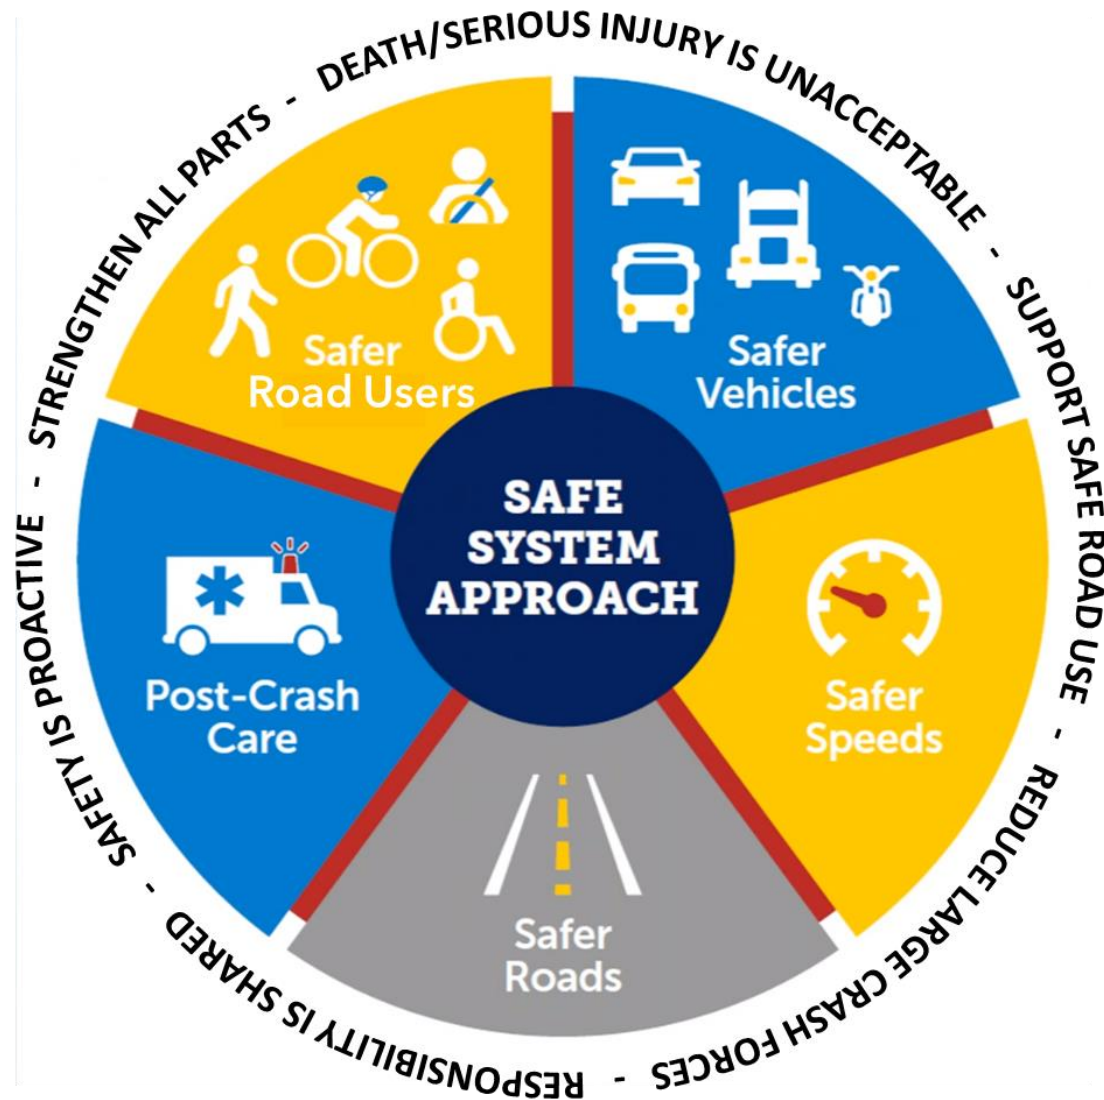 DEATH/SERIOUS INJURY IS UNACCEPTABLE - SUPPORT SAFE ROAD USE - REDUCE LARGE CRASH FORCES - RESPONSIBILITY IS SHARED - SAFETY IS PROACTIVE - STRENGTHEN ALL PARTS -
Safer
Road Users
Safer
Vehicles
SAFE
SYSTEM
APPROACH
Post-Crash
Care
Safer
Speeds
Safer
Roads